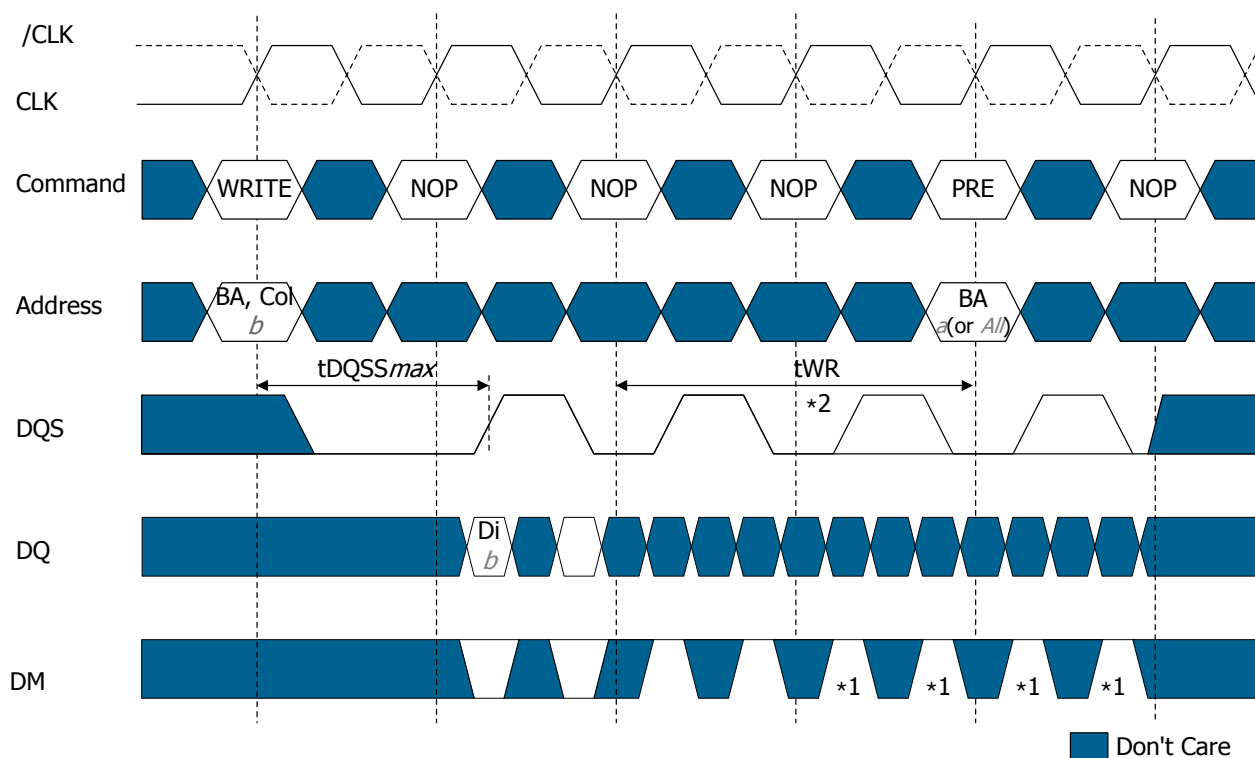 /CLK
CLK
Command
WRITE NOP NOP NOP PRE NOP
Address
BA, Col
b
BA
a(or All)
tDQSSmax
tWR
*2
DQS
DQ
Di
b
DM
*1 *1 *1 *1
Don't Care